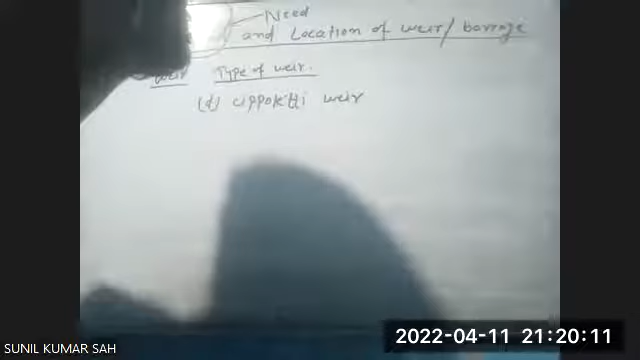 Need
and Location of weir/barrage
weir Type of weir.
(d) cippoktti weir
2022-04-11 21:20:11
SUNIL KUMAR SAH